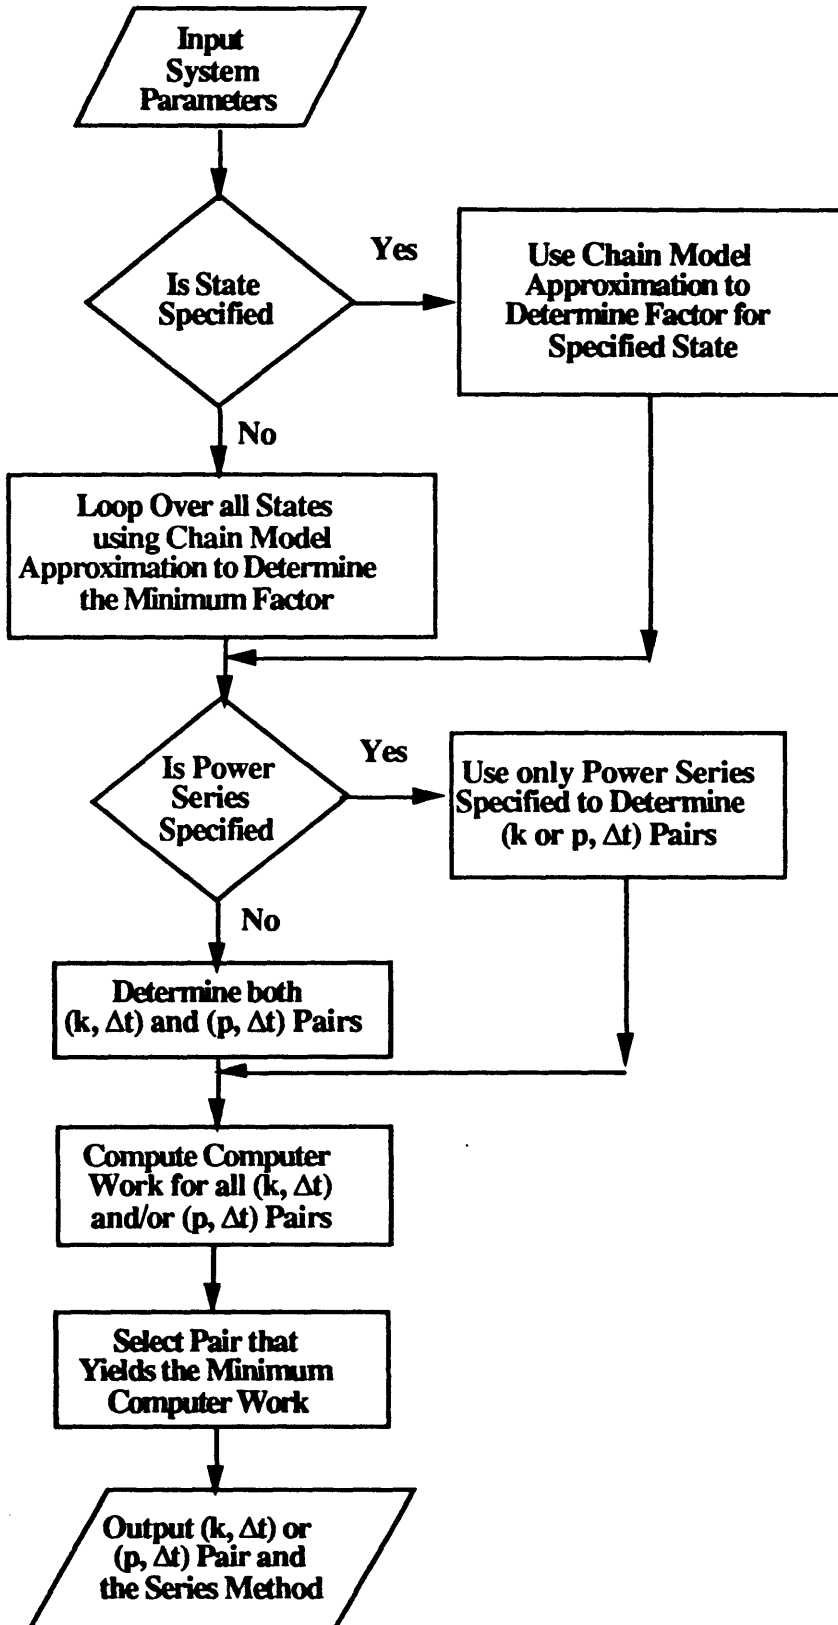 Input
System
Parameters
Is State
Specified
Yes
Use Chain Model
Approximation to
Determine Factor for
Specified State
No
Loop Over all States
using Chain Model
Approximation to Determine
the Minimum Factor
Is Power
Series
Specified
Yes
Use only Power Series
Specified to Determine
(k or p, Δt) Pairs
No
Determine both
(k, Δt) and (p, Δt) Pairs
Compute Computer
Work for all (k, Δt)
and/or (p, Δt) Pairs
Select Pair that
Yields the Minimum
Computer Work
Output (k, Δt) or
(p, Δt) Pair and
the Series Method